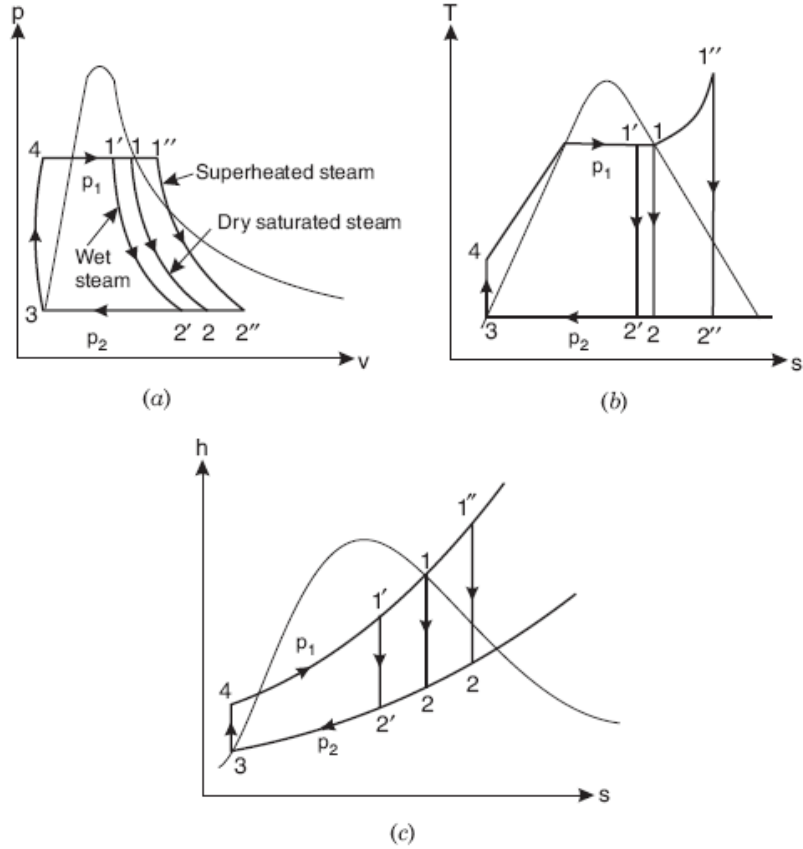 p
4
1′ 1 1″
p₁
Superheated steam
Dry saturated steam
Wet
steam
3
2′ 2 2″
p₂
v
(a)
T
1″
1′ 1
p₁
4
3
p₂
2′ 2 2″
s
(b)
h
1″
1
1′
p₁
4
2
2
2′
p₂
3
s
(c)